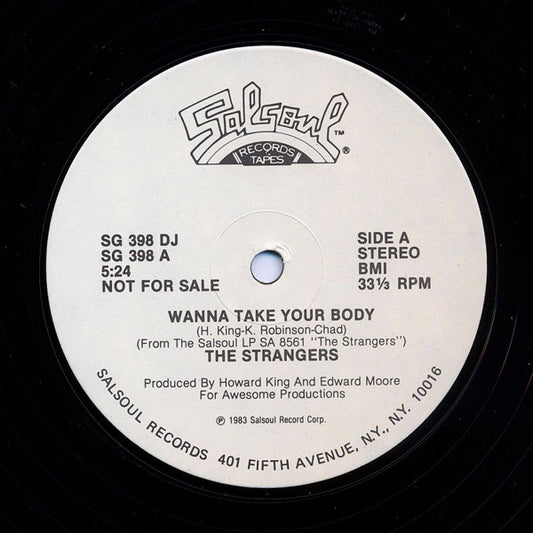 Salsoul ™
RECORDS & TAPES ®
SG 398 DJ
SG 398 A
5:24
NOT FOR SALE
SIDE A
STEREO
BMI
33⅓ RPM
WANNA TAKE YOUR BODY
(H. King-K. Robinson-Chad)
(From The Salsoul LP SA 8561 "The Strangers")
THE STRANGERS
Produced By Howard King And Edward Moore
For Awesome Productions
℗ 1983 Salsoul Record Corp.
SALSOUL RECORDS 401 FIFTH AVENUE, N.Y., N.Y. 10016